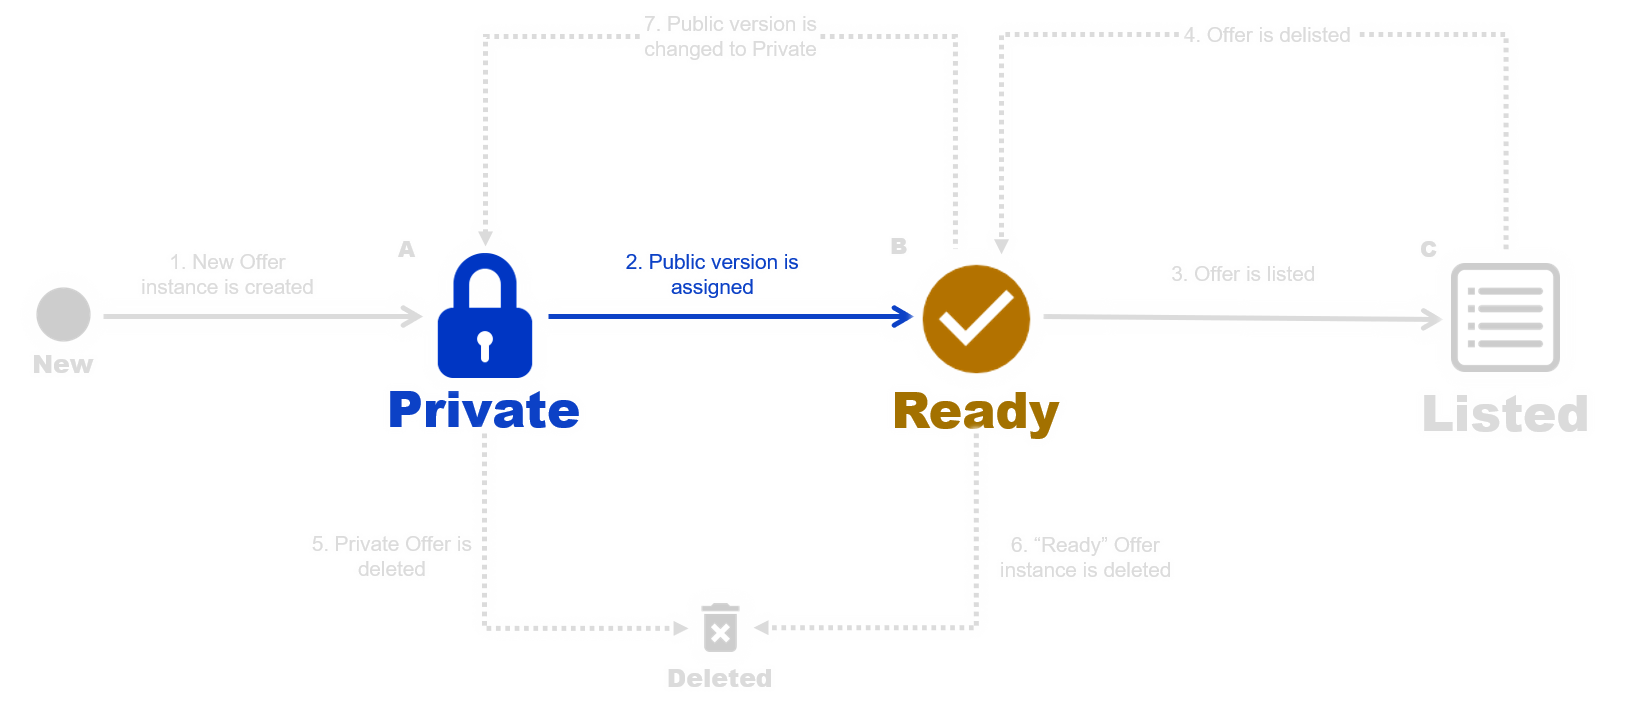 7. Public version is
changed to Private
4. Offer is delisted
A
B
C
1. New Offer
instance is created
2. Public version is
assigned
3. Offer is listed
New
Private
Ready
Listed
5. Private Offer is
deleted
6. “Ready” Offer
instance is deleted
Deleted